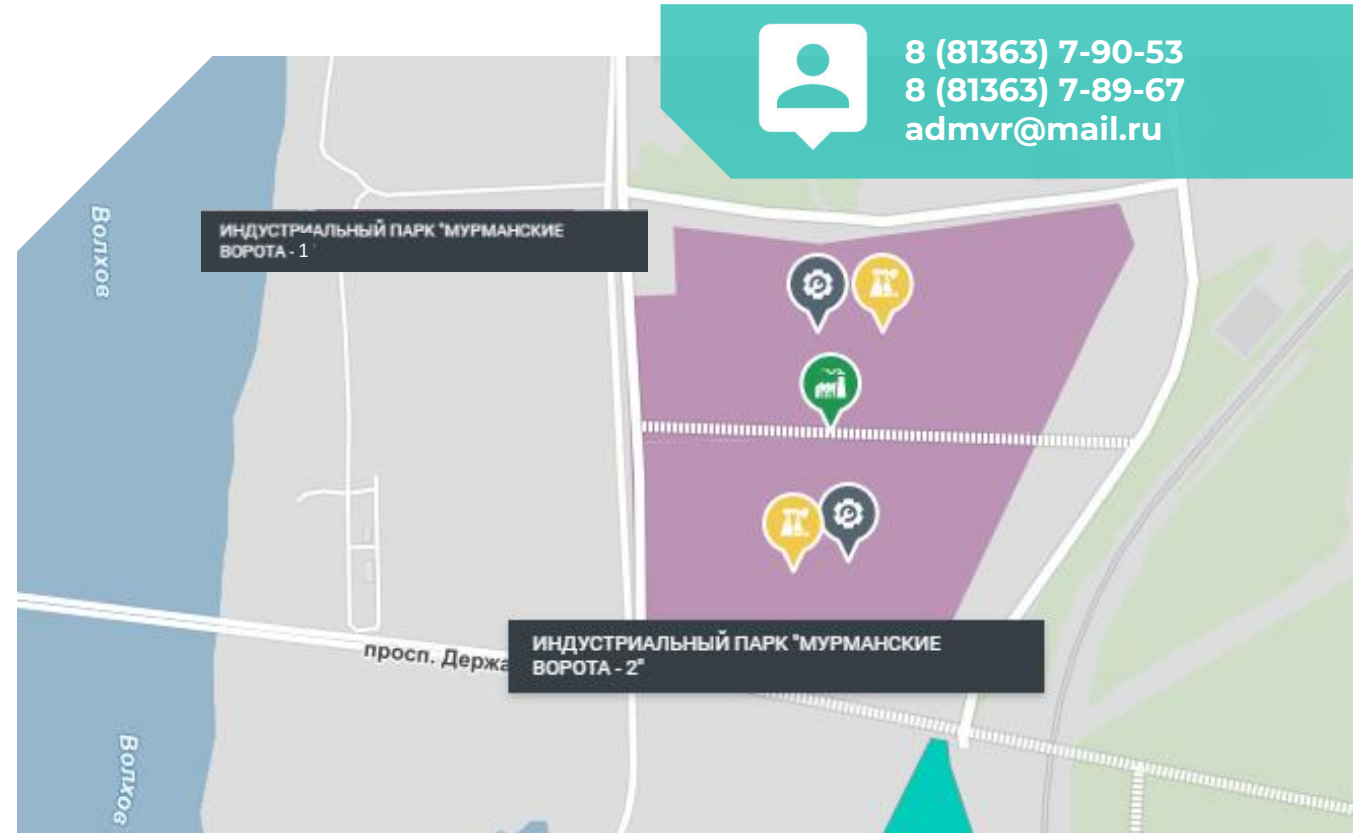 8 (81363) 7-90-53
8 (81363) 7-89-67
admvr@mail.ru
Волхов
ИНДУСТРИАЛЬНЫЙ ПАРК "МУРМАНСКИЕ
ВОРОТА - 1
просп. Держа
ИНДУСТРИАЛЬНЫЙ ПАРК "МУРМАНСКИЕ
ВОРОТА - 2"
Волхов